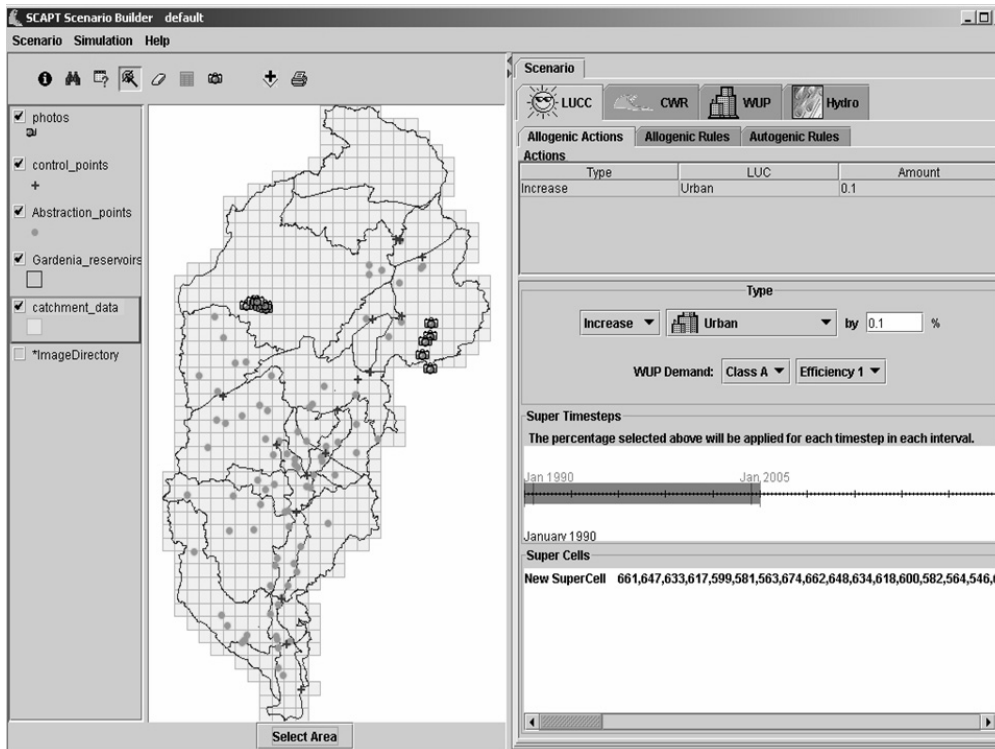 SCAPT Scenario Builder default
Scenario Simulation Help
photos
control_points
Abstraction_points
Gardenia_reservoirs
catchment_data
*ImageDirectory
Select Area
Scenario
LUCC CWR WUP Hydro
Allogenic Actions Allogenic Rules Autogenic Rules
Actions
Type LUC Amount
Increase Urban 0.1
Type
Increase Urban by 0.1 %
WUP Demand: Class A Efficiency 1
Super Timesteps
The percentage selected above will be applied for each timestep in each interval.
Jan 1990 Jan 2005
January 1990
Super Cells
New SuperCell 661,647,633,617,599,581,563,674,662,648,634,618,600,582,564,546,